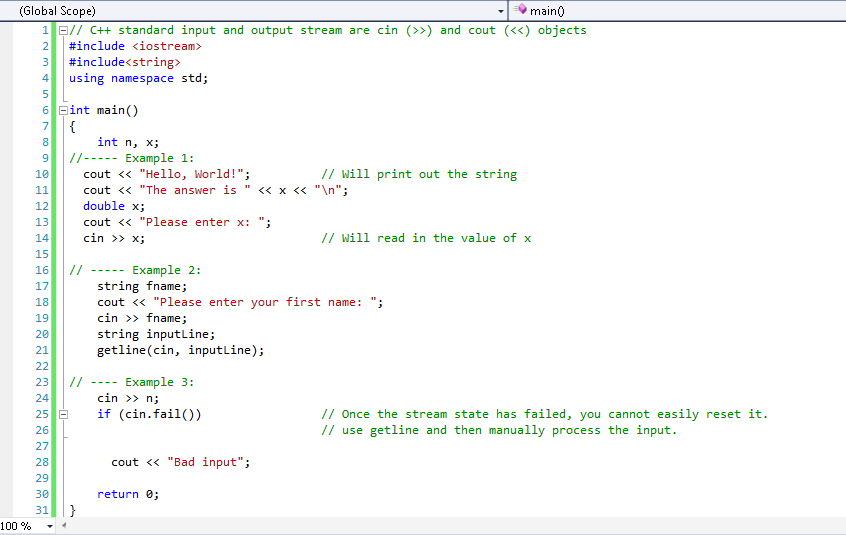 (Global Scope) main()
1 // C++ standard input and output stream are cin (>>) and cout (<<) objects
2 #include <iostream>
3 #include<string>
4 using namespace std;
5
6 int main()
7 {
8     int n, x;
9 //----- Example 1:
10   cout << "Hello, World!";          // Will print out the string
11   cout << "The answer is " << x << "\n";
12   double x;
13   cout << "Please enter x: ";
14   cin >> x;                         // Will read in the value of x
15
16 // ----- Example 2:
17     string fname;
18     cout << "Please enter your first name: ";
19     cin >> fname;
20     string inputLine;
21     getline(cin, inputLine);
22
23 // ---- Example 3:
24     cin >> n;
25     if (cin.fail())                 // Once the stream state has failed, you cannot easily reset it.
26                                     // use getline and then manually process the input.
27
28       cout << "Bad input";
29
30     return 0;
31 }
100 %